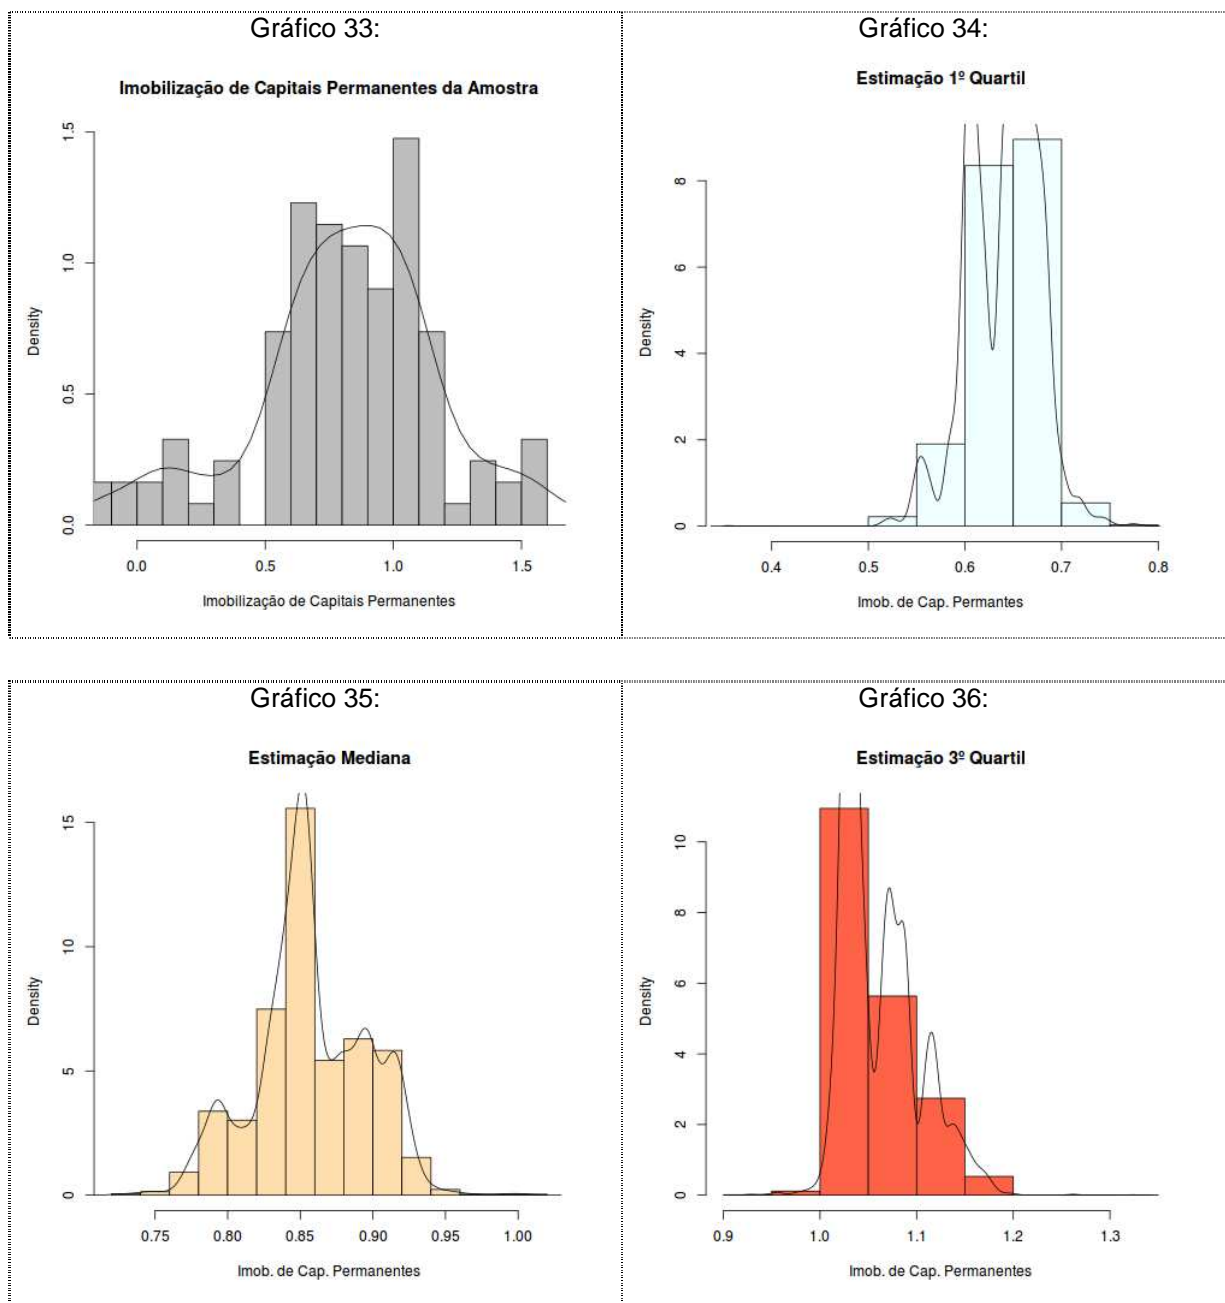 Gráfico 33:
Imobilização de Capitais Permanentes da Amostra
Density
0.0
0.5
1.0
1.5
0.0
0.5
1.0
1.5
Imobilização de Capitais Permanentes
Gráfico 34:
Estimação 1º Quartil
Density
0
2
4
6
8
0.4
0.5
0.6
0.7
0.8
Imob. de Cap. Permantes
Gráfico 35:
Estimação Mediana
Density
0
5
10
15
0.75
0.80
0.85
0.90
0.95
1.00
Imob. de Cap. Permanentes
Gráfico 36:
Estimação 3º Quartil
Density
0
2
4
6
8
10
0.9
1.0
1.1
1.2
1.3
Imob. de Cap. Permanentes